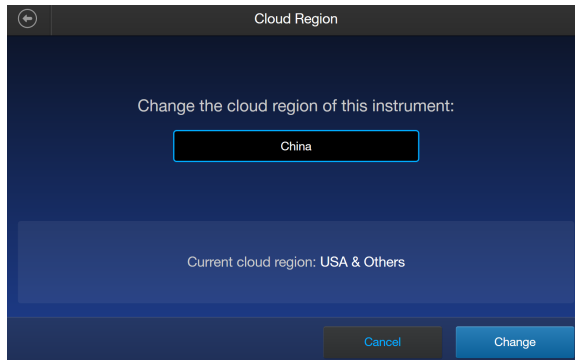 Cloud Region
Change the cloud region of this instrument:
China
Current cloud region: USA & Others
Cancel
Change